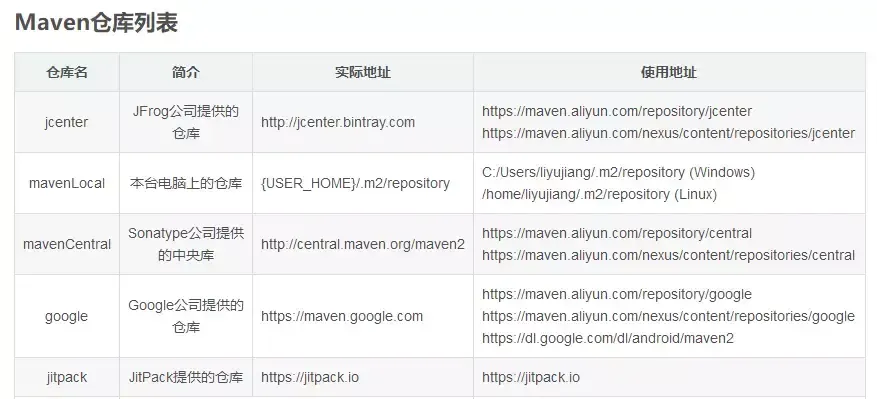 Maven仓库列表
仓库名 简介 实际地址 使用地址
jcenter
JFrog公司提供的
仓库
http://jcenter.bintray.com
https://maven.aliyun.com/repository/jcenter
https://maven.aliyun.com/nexus/content/repositories/jcenter
mavenLocal
本台电脑上的仓库
{USER_HOME}/.m2/repository
C:/Users/liyujiang/.m2/repository (Windows)
/home/liyujiang/.m2/repository (Linux)
mavenCentral
Sonatype公司提供
的中央库
http://central.maven.org/maven2
https://maven.aliyun.com/repository/central
https://maven.aliyun.com/nexus/content/repositories/central
google
Google公司提供的
仓库
https://maven.google.com
https://maven.aliyun.com/repository/google
https://maven.aliyun.com/nexus/content/repositories/google
https://dl.google.com/dl/android/maven2
jitpack
JitPack提供的仓库
https://jitpack.io
https://jitpack.io